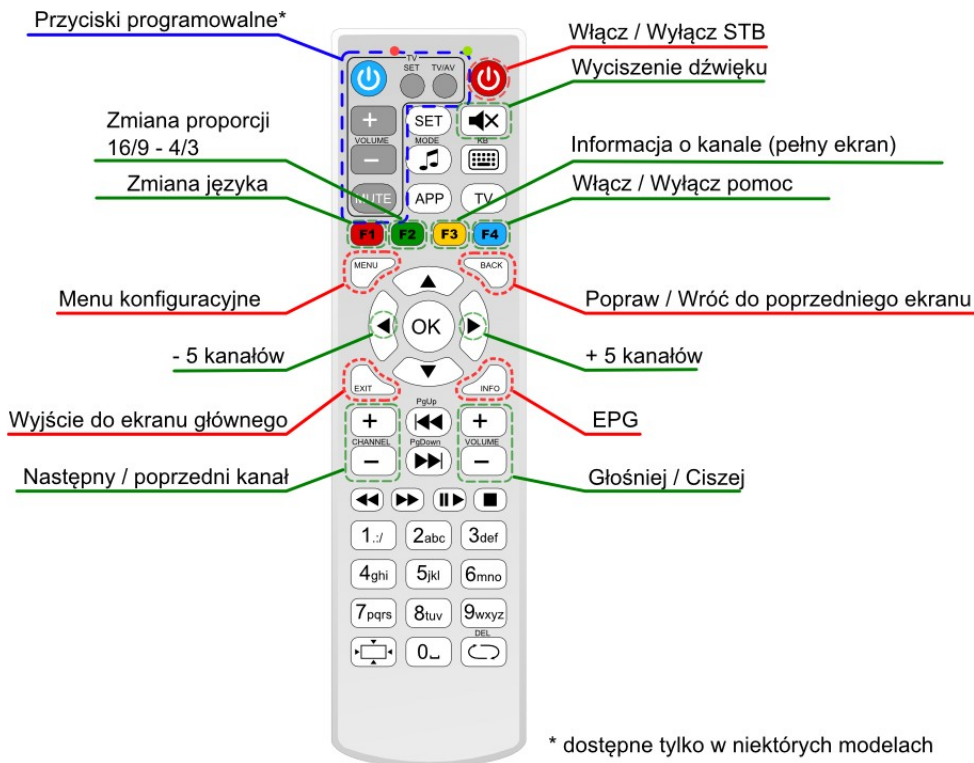 Przyciski programowalne*
Włącz / Wyłącz STB
Wyciszenie dźwięku
Zmiana proporcji
16/9 - 4/3
Zmiana języka
Informacja o kanale (pełny ekran)
Włącz / Wyłącz pomoc
TV
SET
TV/AV
+
VOLUME
−
MUTE
SET
MODE
KB
APP
TV
F1
F2
F3
F4
MENU
BACK
Menu konfiguracyjne
Popraw / Wróć do poprzedniego ekranu
OK
- 5 kanałów
+ 5 kanałów
EXIT
INFO
Wyjście do ekranu głównego
EPG
PgUp
+
+
CHANNEL
PgDown
VOLUME
−
−
Następny / poprzedni kanał
Głośniej / Ciszej
1.:/
2abc
3def
4ghi
5jkl
6mno
7pqrs
8tuv
9wxyz
DEL
0⎵
* dostępne tylko w niektórych modelach